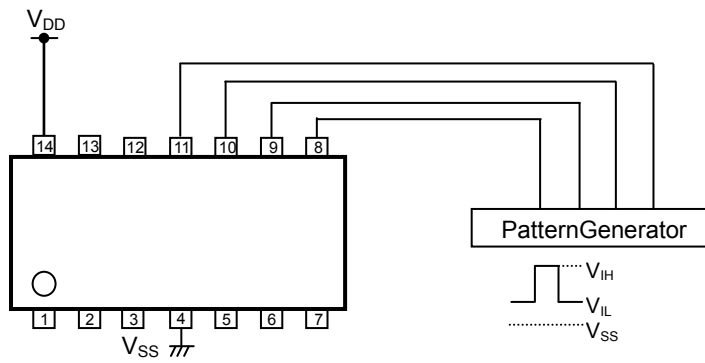 VDD
14 13 12 11 10 9 8
PatternGenerator
VIH
VIL
VSS
1 2 3 4 5 6 7
VSS